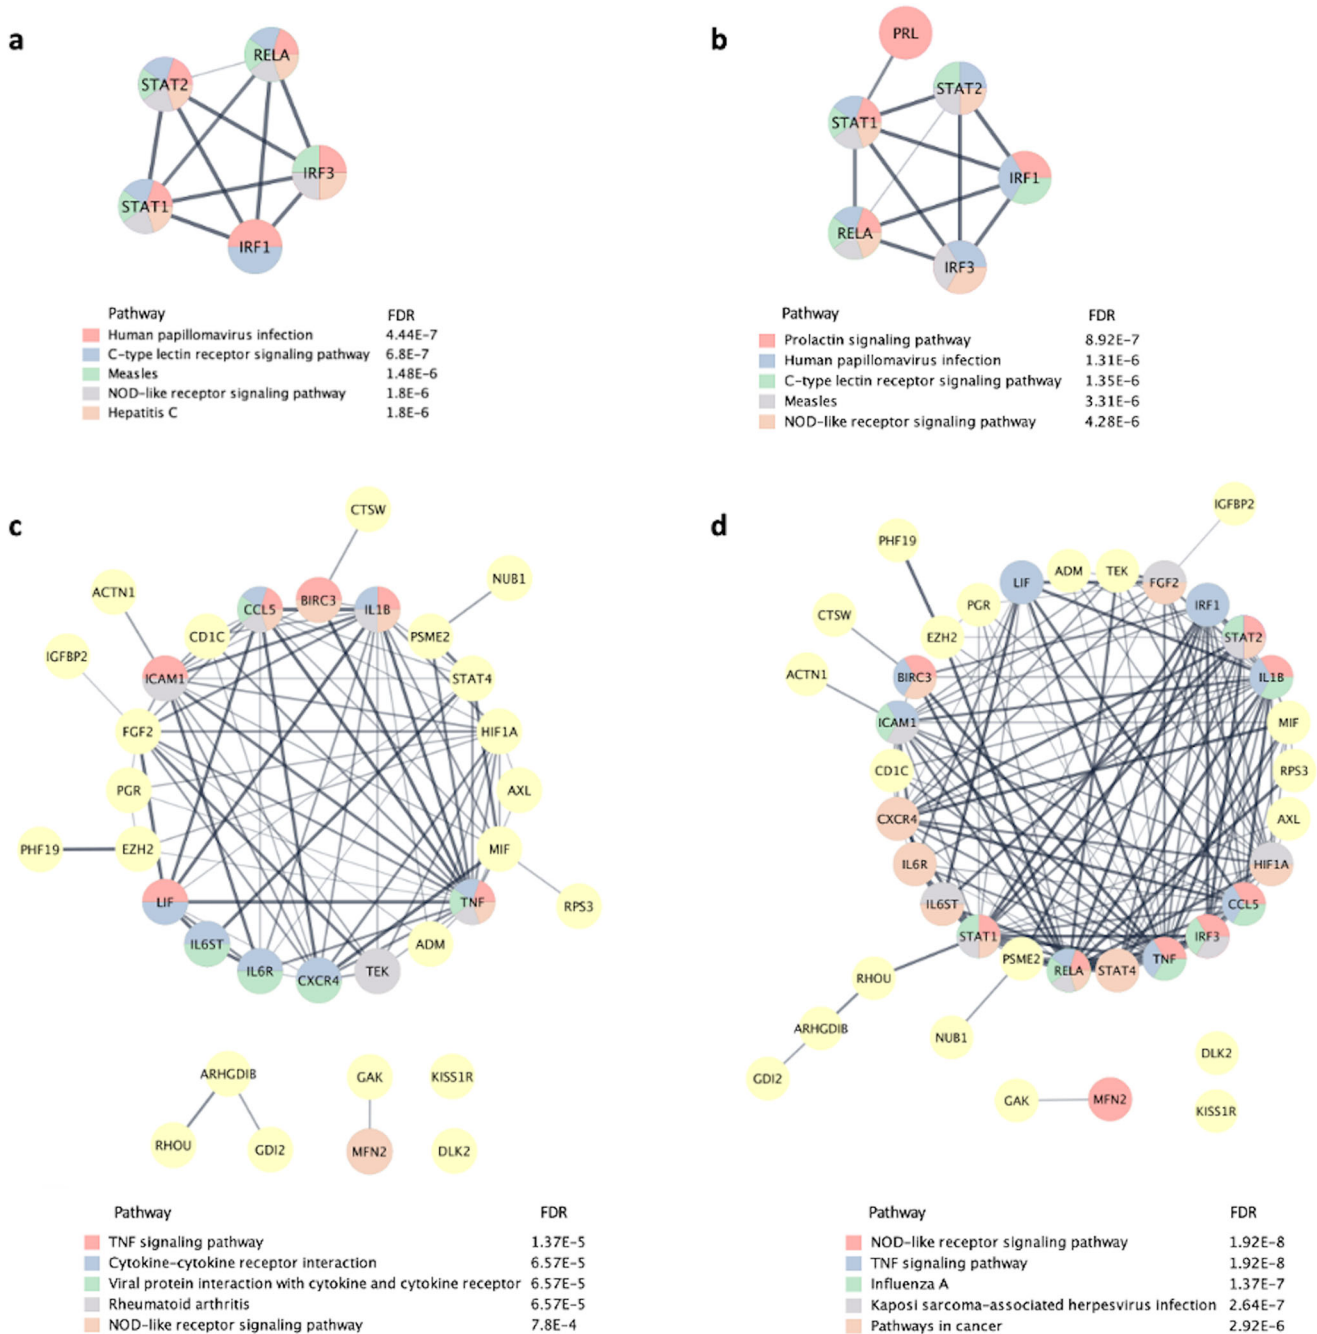 a
RELA
STAT2
IRF3
STAT1
IRF1
Pathway FDR
Human papillomavirus infection 4.44E-7
C-type lectin receptor signaling pathway 6.8E-7
Measles 1.48E-6
NOD-like receptor signaling pathway 1.8E-6
Hepatitis C 1.8E-6
b
PRL
STAT2
STAT1
IRF1
RELA
IRF3
Pathway FDR
Prolactin signaling pathway 8.92E-7
Human papillomavirus infection 1.31E-6
C-type lectin receptor signaling pathway 1.35E-6
Measles 3.31E-6
NOD-like receptor signaling pathway 4.28E-6
c
CTSW
NUB1
ACTN1
BIRC3
CCL5
IL1B
CD1C
PSME2
IGFBP2
ICAM1
STAT4
FGF2
HIF1A
PGR
AXL
PHF19
EZH2
MIF
LIF
TNF
RPS3
IL6ST
ADM
IL6R
CXCR4
TEK
ARHGDIB
GAK
KISS1R
RHOU
GDI2
MFN2
DLK2
Pathway FDR
TNF signaling pathway 1.37E-5
Cytokine-cytokine receptor interaction 6.57E-5
Viral protein interaction with cytokine and cytokine receptor 6.57E-5
Rheumatoid arthritis 6.57E-5
NOD-like receptor signaling pathway 7.8E-4
d
IGFBP2
PHF19
LIF
ADM
TEK
FGF2
PGR
IRF1
CTSW
EZH2
STAT2
ACTN1
BIRC3
IL1B
ICAM1
MIF
CD1C
RPS3
CXCR4
AXL
IL6R
HIF1A
IL6ST
CCL5
STAT1
IRF3
PSME2
TNF
RELA
STAT4
RHOU
ARHGDIB
NUB1
GDI2
DLK2
GAK
MFN2
KISS1R
Pathway FDR
NOD-like receptor signaling pathway 1.92E-8
TNF signaling pathway 1.92E-8
Influenza A 1.37E-7
Kaposi sarcoma-associated herpesvirus infection 2.64E-7
Pathways in cancer 2.92E-6